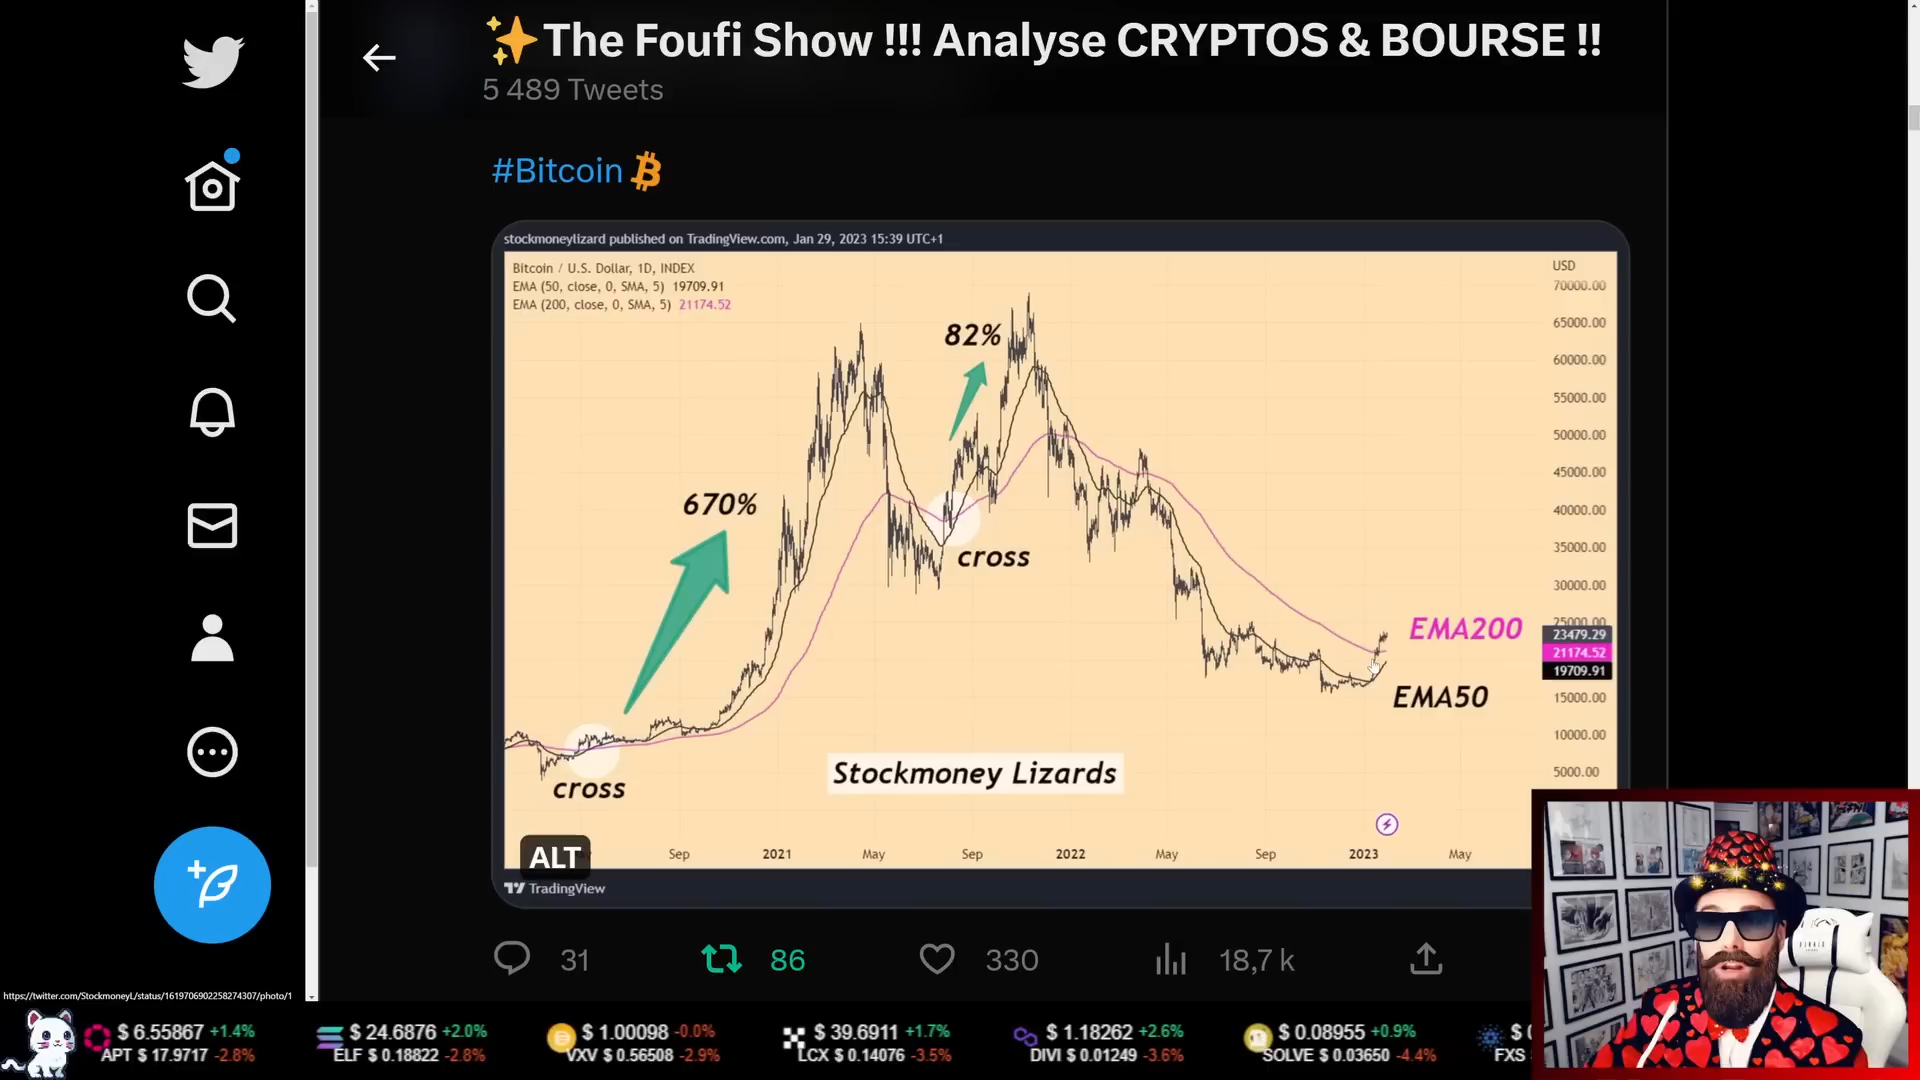 ✨The Foufi Show !!! Analyse CRYPTOS & BOURSE !!
5 489 Tweets
#Bitcoin
stockmoneylizard published on TradingView.com, Jan 29, 2023 15:39 UTC+1
Bitcoin / U.S. Dollar, 1D, INDEX
EMA (50, close, 0, SMA, 5) 19709.91
EMA (200, close, 0, SMA, 5) 21174.52
USD
70000.00
65000.00
60000.00
55000.00
50000.00
45000.00
40000.00
35000.00
30000.00
25000.00
23479.29
21174.52
19709.91
15000.00
10000.00
5000.00
82%
670%
cross
EMA200
EMA50
cross
Stockmoney Lizards
ALT
Sep 2021 May Sep 2022 May Sep 2023 May
TradingView
31 86 330 18,7 k
https://twitter.com/StockmoneyL/status/1619706902258274307/photo/1
$ 6.55867 +1.4% $ 24.6876 +2.0% $ 1.00098 -0.0% $ 39.6911 +1.7% $ 1.18262 +2.6% $ 0.08955 +0.9%
APT $ 17.9717 -2.8% ELF $ 0.18822 -2.8% VXV $ 0.56508 -2.9% LCX $ 0.14076 -3.5% DIVI $ 0.01249 -3.6% SOLVE $ 0.03650 -4.4% FXS